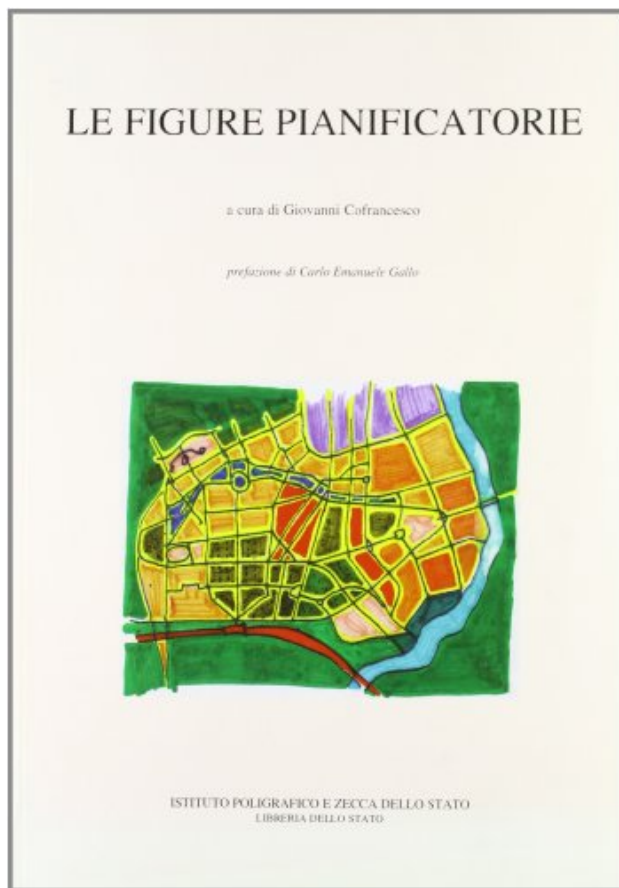 LE FIGURE PIANIFICATORIE
a cura di Giovanni Cofrancesco
prefazione di Carlo Emanuele Gallo
ISTITUTO POLIGRAFICO E ZECCA DELLO STATO
LIBRERIA DELLO STATO